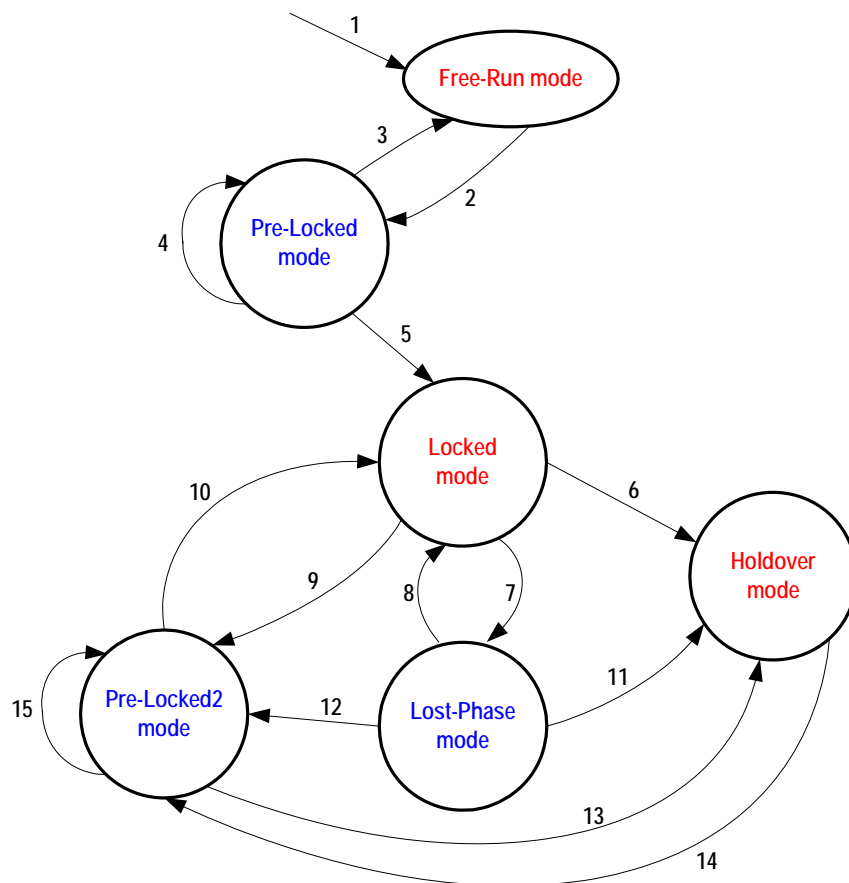 1
Free-Run mode
3
2
Pre-Locked
mode
4
5
Locked
mode
10
6
Holdover
mode
9
8
7
Pre-Locked2
mode
15
12
Lost-Phase
mode
11
13
14